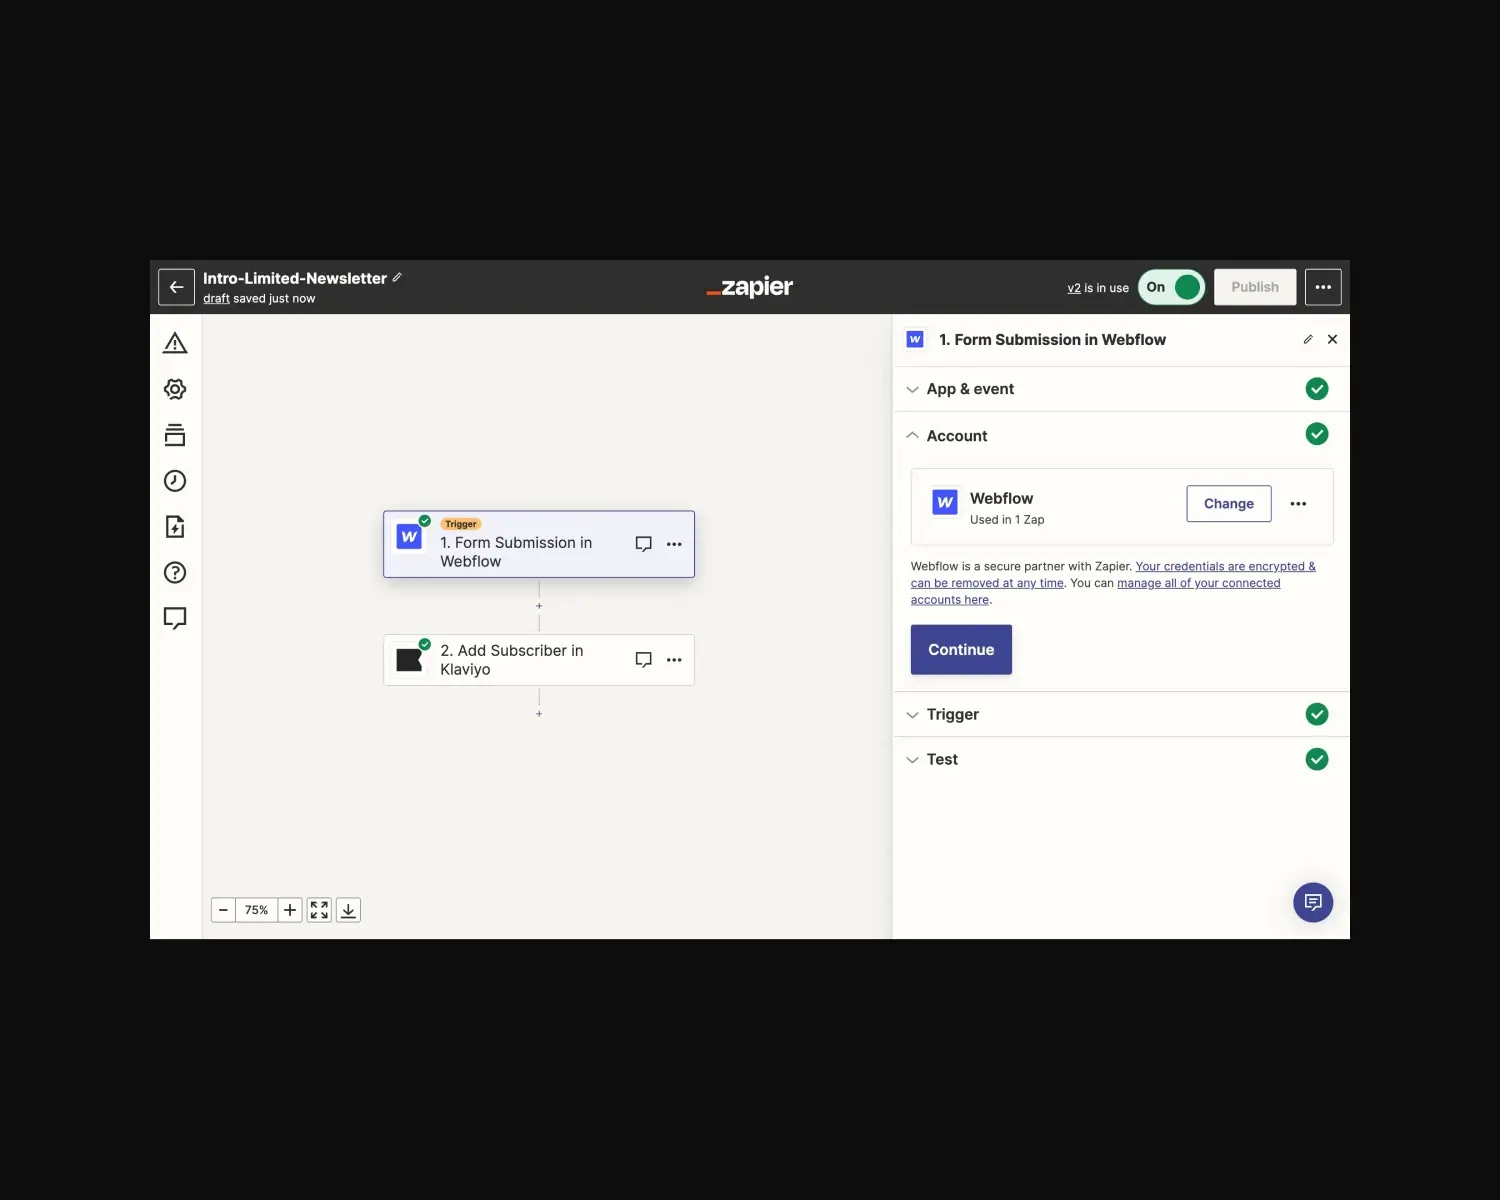 Intro-Limited-Newsletter
draft saved just now
_zapier
v2 is in use
On
Publish
1. Form Submission in Webflow
App & event
Account
Webflow
Used in 1 Zap
Change
Webflow is a secure partner with Zapier. Your credentials are encrypted &
can be removed at any time. You can manage all of your connected
accounts here.
Continue
Trigger
Test
Trigger
1. Form Submission in
Webflow
2. Add Subscriber in
Klaviyo
75%